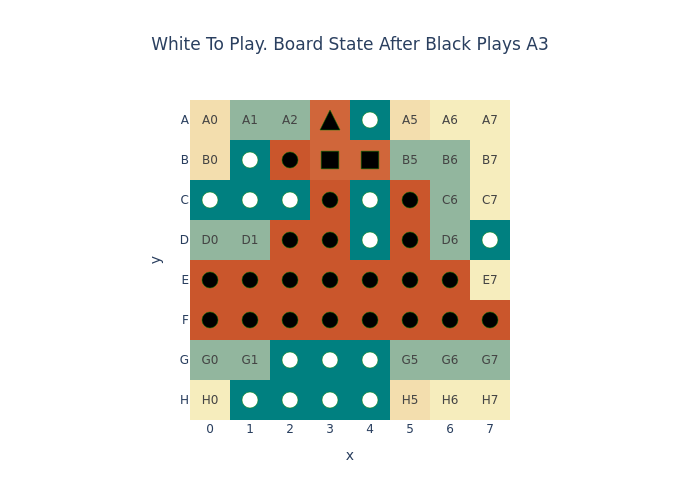 White To Play. Board State After Black Plays A3
A A0 A1 A2 A5 A6 A7
B B0 B5 B6 B7
C C6 C7
D D0 D1 D6
E E7
F
G G0 G1 G5 G6 G7
H H0 H5 H6 H7
0 1 2 3 4 5 6 7
x
y